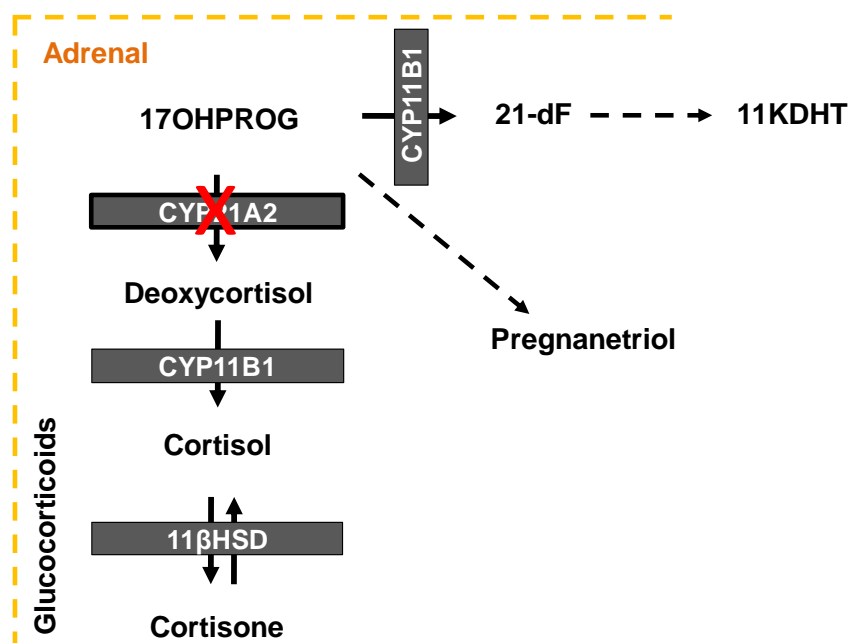 Adrenal
17OHPROG
CYP11B1
21-dF
11KDHT
CYP21A2
X
Deoxycortisol
Pregnanetriol
CYP11B1
Cortisol
11βHSD
Cortisone
Glucocorticoids